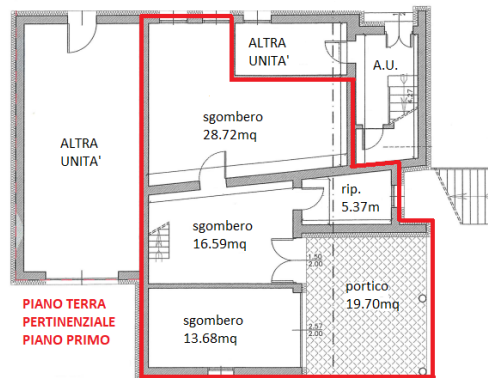 ALTRA
UNITA'
A.U.
sgombero
28.72mq
ALTRA
UNITA'
rip.
5.37m
sgombero
16.59mq
1.50
2.00
portico
19.70mq
PIANO TERRA
PERTINENZIALE
PIANO PRIMO
sgombero
13.68mq
2.57
2.00